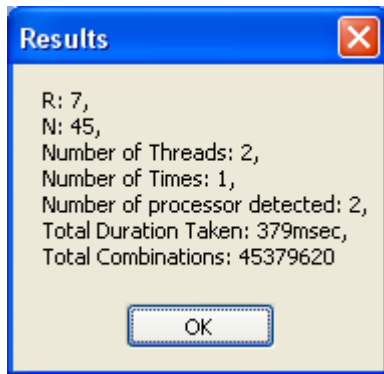 Results
R: 7,
N: 45,
Number of Threads: 2,
Number of Times: 1,
Number of processor detected: 2,
Total Duration Taken: 379msec,
Total Combinations: 45379620
OK